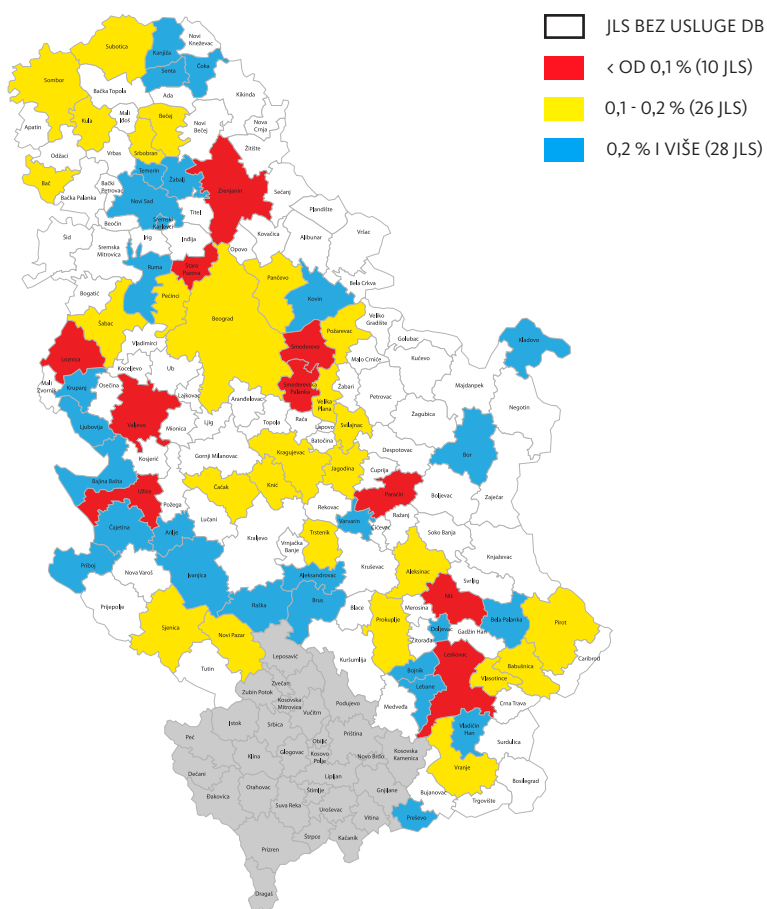 JLS BEZ USLUGE DB
< OD 0,1 % (10 JLS)
0,1 - 0,2 % (26 JLS)
0,2 % I VIŠE (28 JLS)
Subotica
Kanjiža
Novi
Kneževac
Senta
Čoka
Sombor
Bačka Topola
Ada
Kikinda
Apatin
Kula
Mali
Iđoš
Bečej
Novi
Bečej
Nova
Crnja
Odžaci
Vrbas
Srbobran
Žitište
Bač
Bačka Palanka
Bački
Petrovac
Temerin
Žabalj
Zrenjanin
Sečanj
Novi Sad
Sremski
Karlovci
Titel
Plandište
Beočin
Šid
Sremska
Mitrovica
Irig
Inđija
Kovačica
Alibunar
Vršac
Opovo
Ruma
Stara
Pazova
Bela Crkva
Bogatić
Pećinci
Pančevo
Kovin
Šabac
Beograd
Požarevac
Veliko
Gradište
Golubac
Kladovo
Loznica
Vladimirci
Koceljevo
Ub
Smederevo
Malo Crniće
Kučevo
Mali
Zvornik
Krupanj
Osečina
Lajkovac
Aranđelovac
Smederevska
Palanka
Žabari
Petrovac
Majdanpek
Negotin
Ljubovija
Valjevo
Mionica
Ljig
Topola
Rača
Velika
Plana
Lapovo
Batočina
Svilajnac
Žagubica
Kosjerić
Gornji Milanovac
Kragujevac
Jagodina
Despotovac
Ćuprija
Bor
Bajina Bašta
Užice
Požega
Čačak
Knić
Paraćin
Boljevac
Zaječar
Čajetina
Arilje
Lučani
Rekovac
Varvarin
Ćićevac
Ražanj
Soko Banja
Kraljevo
Vrnjačka
Banje
Trstenik
Knjaževac
Priboj
Nova Varoš
Ivanjica
Aleksandrovac
Kruševac
Aleksinac
Svrljig
Prijepolje
Raška
Brus
Blace
Merosina
Niš
Bela Palanka
Pirot
Sjenica
Novi Pazar
Prokuplje
Doljevac
Gadžin Han
Žitorađa
Tutin
Leposavić
Kuršumlija
Bojnik
Leskovac
Babušnica
Caribrod
Vlasotince
Zvečan
Zubin Potok
Kosovska
Mitrovica
Podujevo
Medveđa
Lebane
Crna Trava
Istok
Srbica
Vučitrn
Priština
Vladičin
Han
Surdulica
Peć
Klina
Glogovac
Obilić
Kosovo
Polje
Novo Brdo
Kosovska
Kamenica
Vranje
Dečani
Lipljan
Bosilegrad
Đakovica
Orahovac
Štimlje
Gnjilane
Bujanovac
Trgovište
Suva Reka
Uroševac
Vitina
Preševo
Štrpce
Kačanik
Prizren
Dragaš